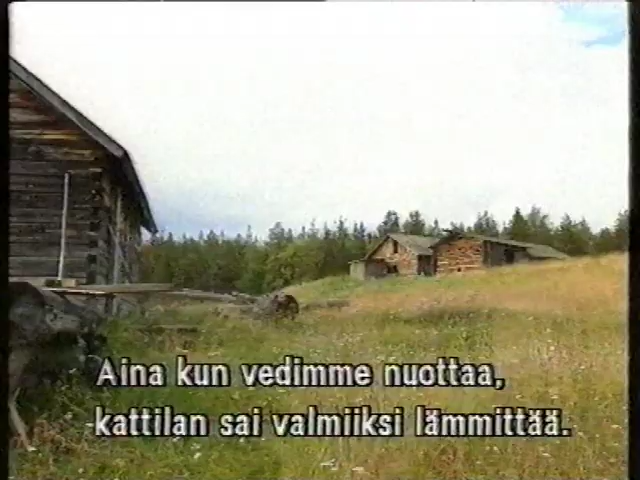 Aina kun vedimme nuottaa,
kattilan sai valmiiksi lämmittää.